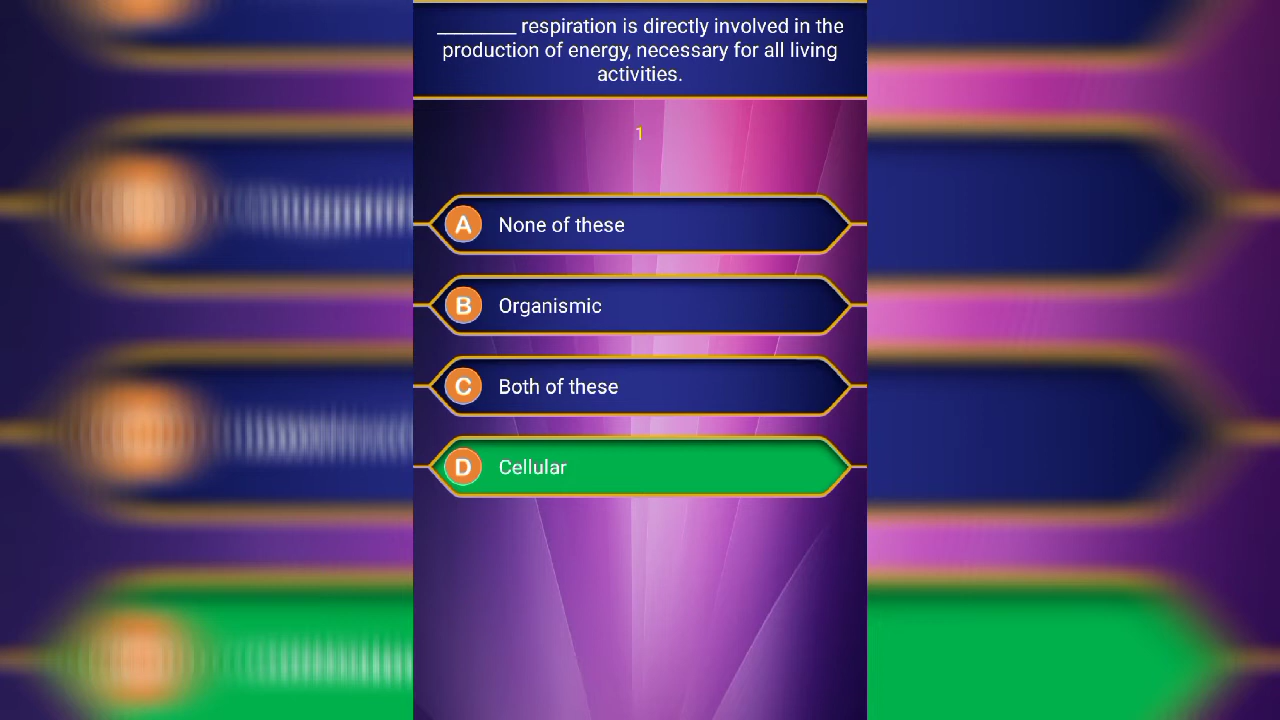 ________ respiration is directly involved in the
production of energy, necessary for all living
activities.
1
A None of these
B Organismic
C Both of these
D Cellular